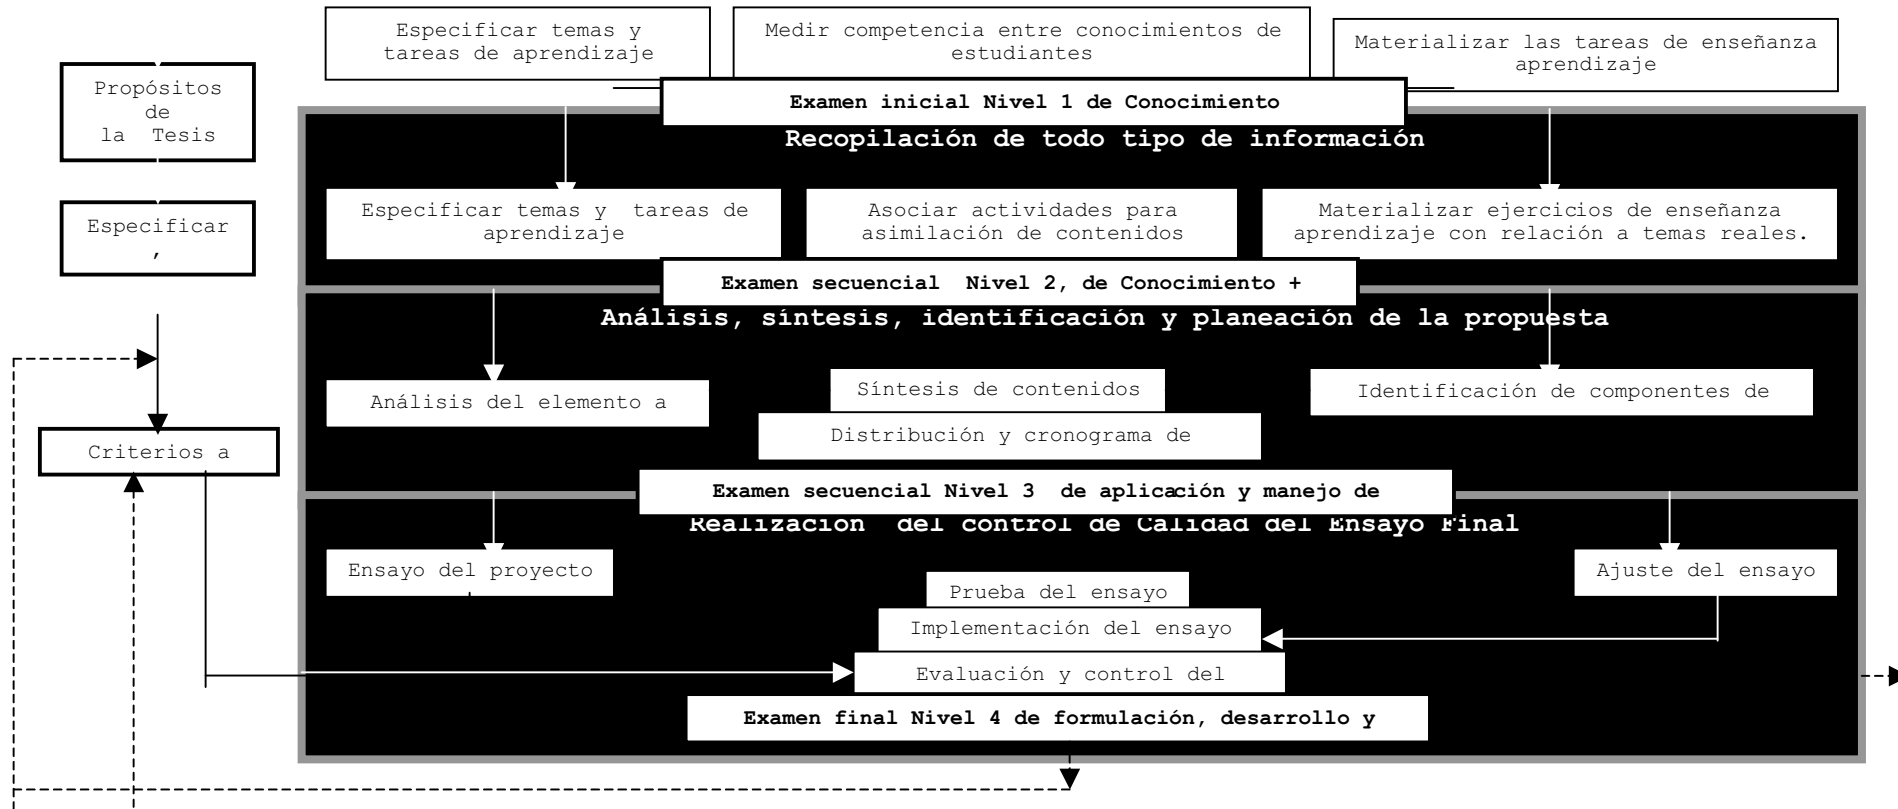 Especificar temas y
tareas de aprendizaje
Medir competencia entre conocimientos de
estudiantes
Materializar las tareas de enseñanza
aprendizaje
Propósitos
de
la Tesis
Examen inicial Nivel 1 de Conocimiento
Recopilación de todo tipo de información
Especificar
,
Especificar temas y tareas de
aprendizaje
Asociar actividades para
asimilación de contenidos
Materializar ejercicios de enseñanza
aprendizaje con relación a temas reales.
Examen secuencial Nivel 2, de Conocimiento +
Análisis, síntesis, identificación y planeación de la propuesta
Análisis del elemento a
Síntesis de contenidos
Identificación de componentes de
Distribución y cronograma de
Criterios a
Examen secuencial Nivel 3 de aplicación y manejo de
Realización del control de Calidad del Ensayo Final
Ensayo del proyecto
Ajuste del ensayo
Prueba del ensayo
Implementación del ensayo
Evaluación y control del
Examen final Nivel 4 de formulación, desarrollo y